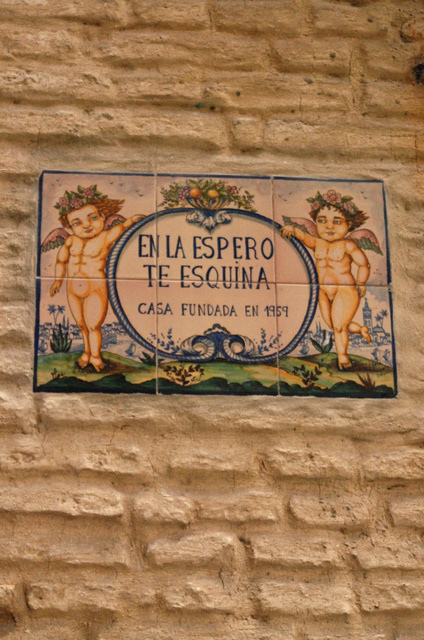 EN LA ESPERO
TE ESQUINA
CASA FUNDADA EN 1959